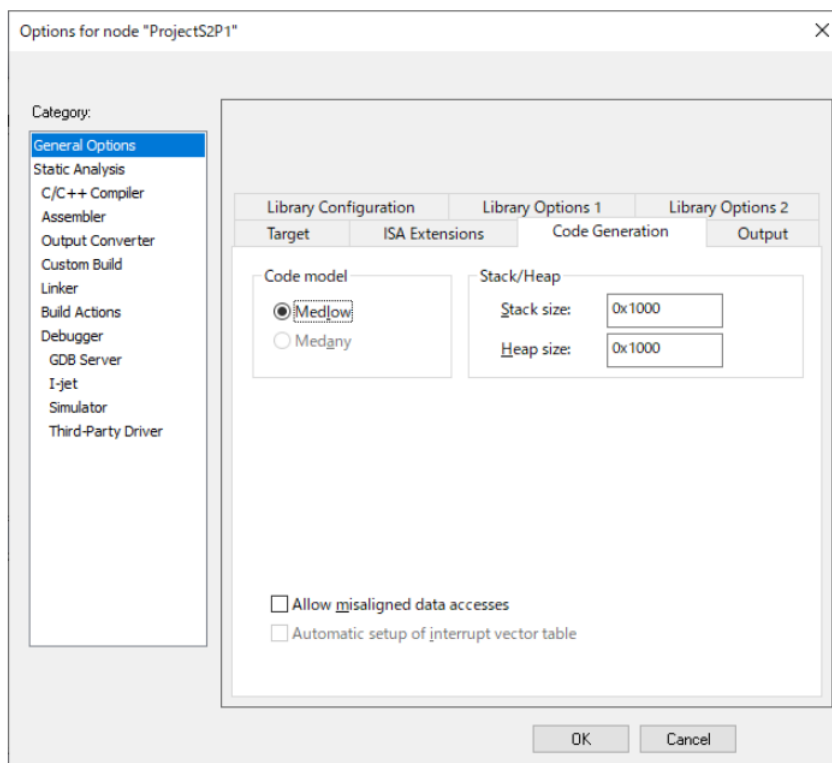 Options for node "ProjectS2P1"
Category:
General Options
Static Analysis
C/C++ Compiler
Assembler
Output Converter
Custom Build
Linker
Build Actions
Debugger
GDB Server
I-jet
Simulator
Third-Party Driver
Library Configuration Library Options 1 Library Options 2
Target ISA Extensions Code Generation Output
Code model
Medlow
Medany
Stack/Heap
Stack size: 0x1000
Heap size: 0x1000
Allow misaligned data accesses
Automatic setup of interrupt vector table
OK Cancel